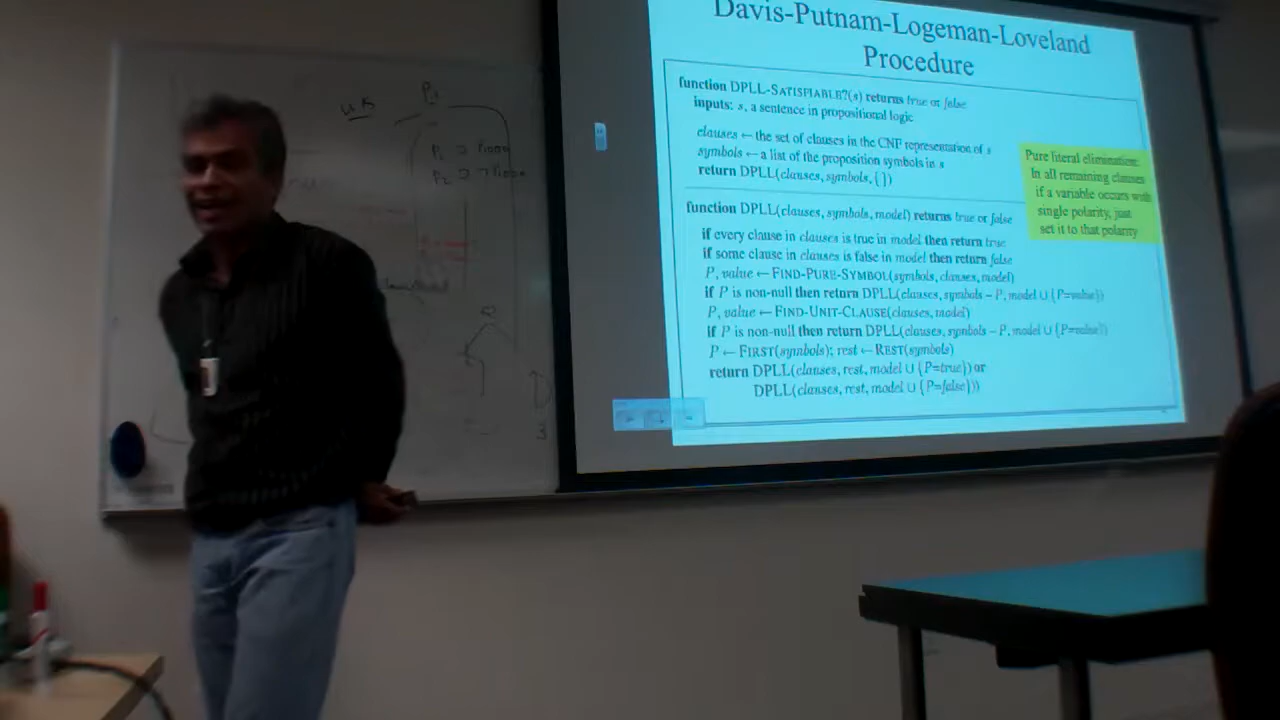 Davis-Putnam-Logeman-Loveland
Procedure
function DPLL-SATISFIABLE?(s) returns true or false
inputs: s, a sentence in propositional logic
clauses ← the set of clauses in the CNF representation of s
symbols ← a list of the proposition symbols in s
return DPLL(clauses, symbols, { })
function DPLL(clauses, symbols, model) returns true or false
if every clause in clauses is true in model then return true
if some clause in clauses is false in model then return false
P, value ← FIND-PURE-SYMBOL(symbols, clauses, model)
if P is non-null then return DPLL(clauses, symbols – P, model ∪ {P=value})
P, value ← FIND-UNIT-CLAUSE(clauses, model)
if P is non-null then return DPLL(clauses, symbols – P, model ∪ {P=value})
P ← FIRST(symbols); rest ← REST(symbols)
return DPLL(clauses, rest, model ∪ {P=true}) or
DPLL(clauses, rest, model ∪ {P=false}))
Pure literal elimination:
In all remaining clauses
if a variable occurs with
single polarity, just
set it to that polarity
P₁
P₁ ⊃
P₂ ⊃